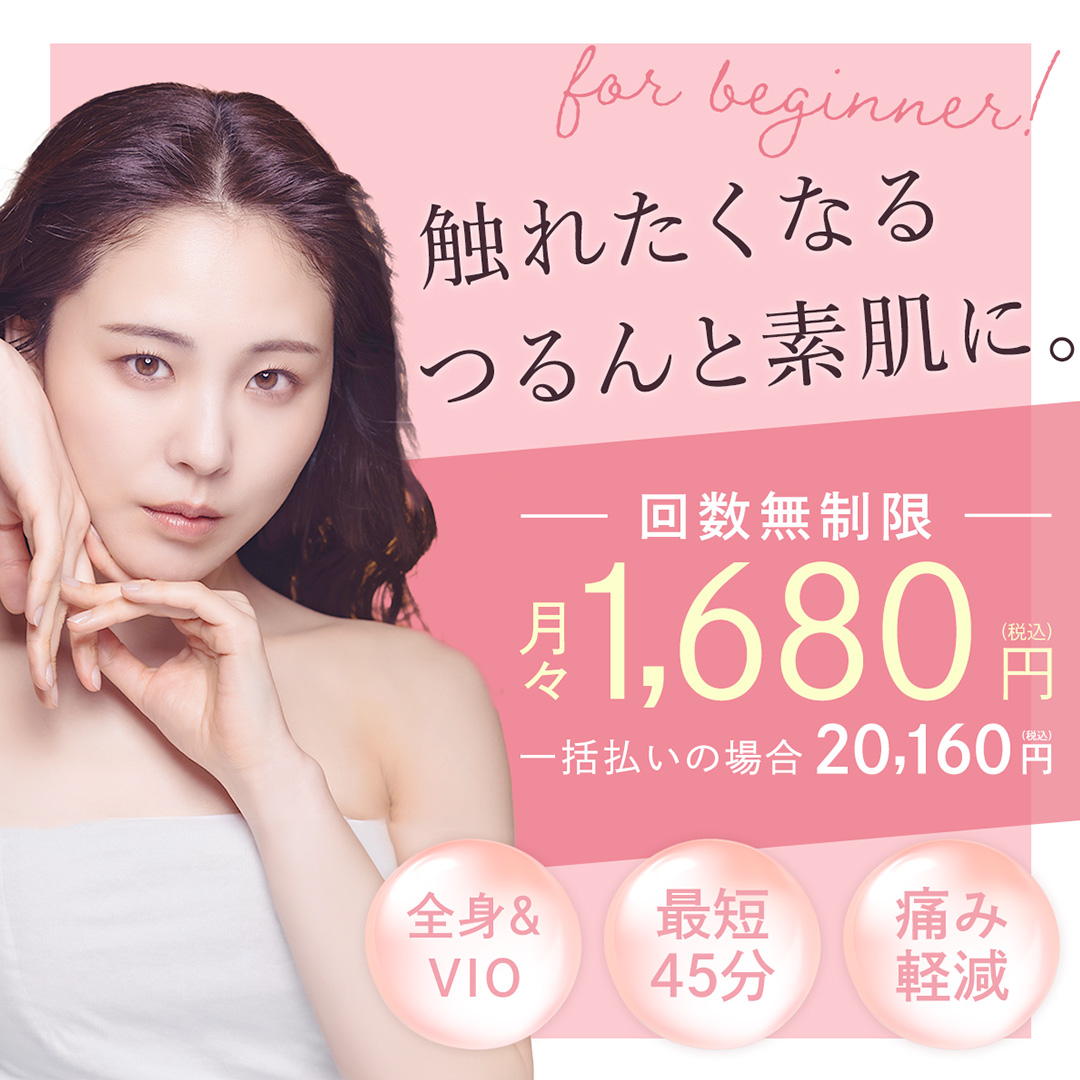 for beginner!
触れたくなる
つるんと素肌に。
回数無制限
月々1,680円(税込)
一括払いの場合 20,160円(税込)
全身&
VIO
最短
45分
痛み
軽減